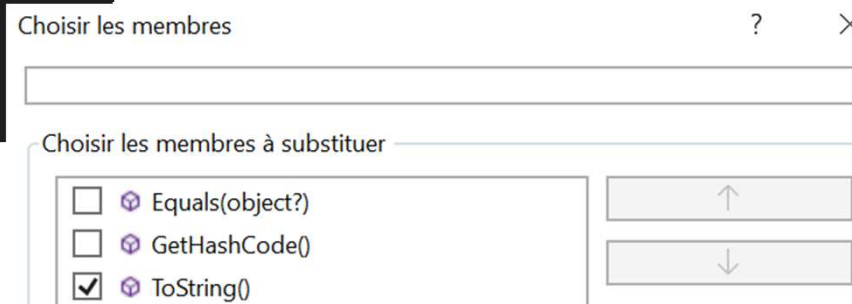 Choisir les membres ?
Choisir les membres à substituer
Equals(object?)
GetHashCode()
ToString()